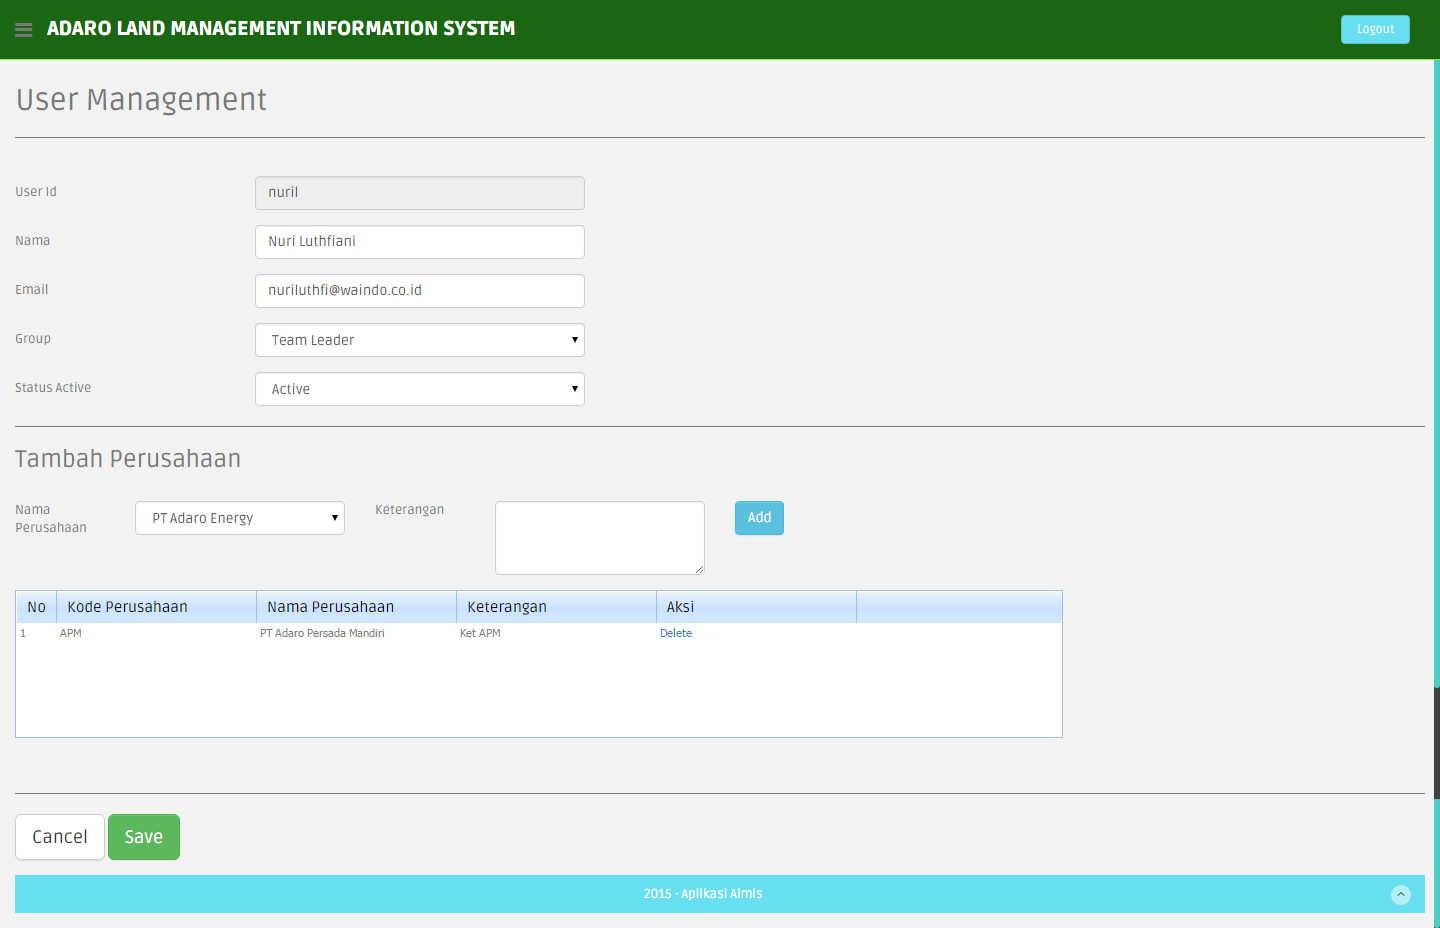 ADARO LAND MANAGEMENT INFORMATION SYSTEM
Logout
User Management
User Id
nuril
Nama
Nuri Luthfiani
Email
nuriluthfi@waindo.co.id
Group
Team Leader
Status Active
Active
Tambah Perusahaan
Nama
Perusahaan
PT Adaro Energy
Keterangan
Add
No Kode Perusahaan Nama Perusahaan Keterangan Aksi
1 APM PT Adaro Persada Mandiri Ket APM Delete
Cancel Save
2015 - Aplikasi Almis